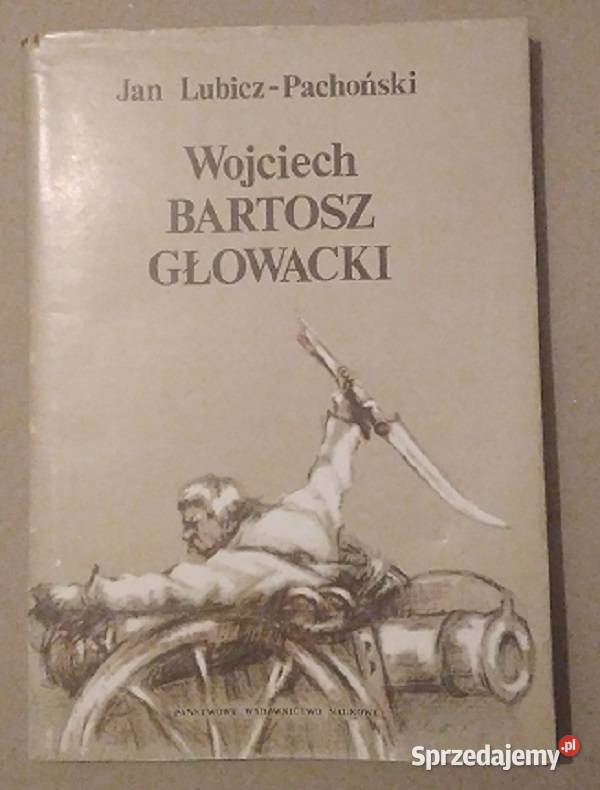 Jan Lubicz-Pachoński
Wojciech
BARTOSZ
GŁOWACKI
PAŃSTWOWE WYDAWNICTWO NAUKOWE
Sprzedajemy.pl